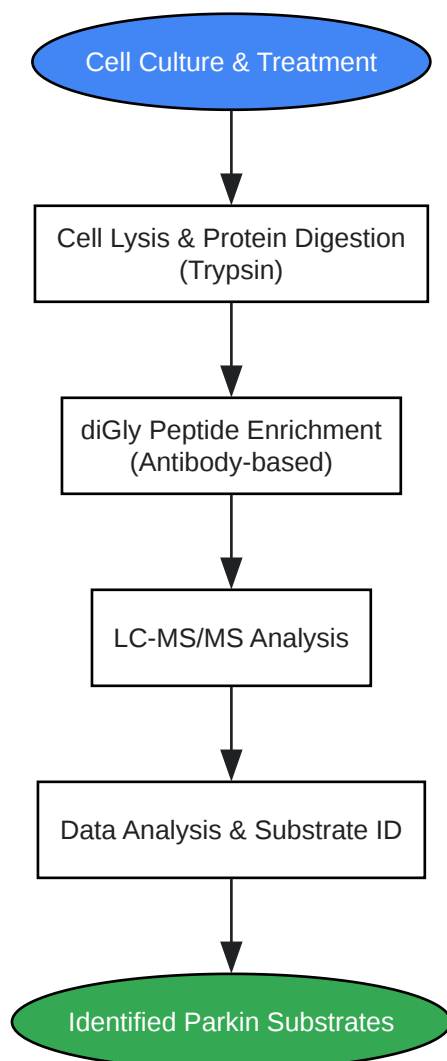 Cell Culture & Treatment
Cell Lysis & Protein Digestion
(Trypsin)
diGly Peptide Enrichment
(Antibody-based)
LC-MS/MS Analysis
Data Analysis & Substrate ID
Identified Parkin Substrates